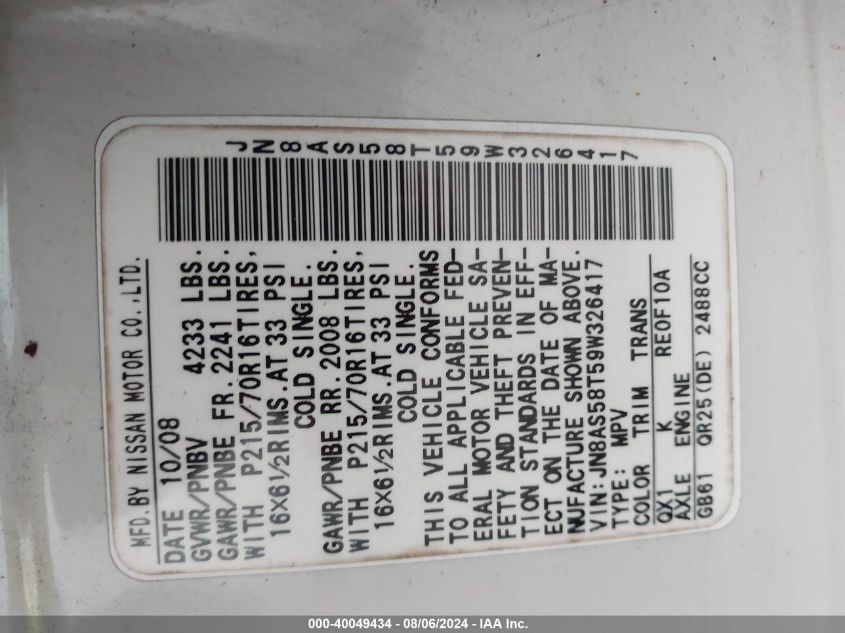 MFD.BY NISSAN MOTOR CO.,LTD.
DATE 10/08
GVWR/PNBV 4233 LBS.
GAWR/PNBE FR.2241 LBS.
WITH P215/70R16TIRES,
16X6½RIMS.AT 33 PSI
COLD SINGLE.
GAWR/PNBE RR.2008 LBS.
WITH P215/70R16TIRES,
16X6½RIMS.AT 33 PSI
COLD SINGLE.
THIS VEHICLE CONFORMS
TO ALL APPLICABLE FED-
ERAL MOTOR VEHICLE SA-
FETY AND THEFT PREVEN-
TION STANDARDS IN EFF-
ECT ON THE DATE OF MA-
NUFACTURE SHOWN ABOVE.
VIN:JN8AS58T59W326417
TYPE: MPV
COLOR TRIM TRANS
QX1 K RE0F10A
AXLE ENGINE
GB61 QR25(DE) 2488CC
JN8AS58T59W326417
000-40049434 - 08/06/2024 - IAA Inc.